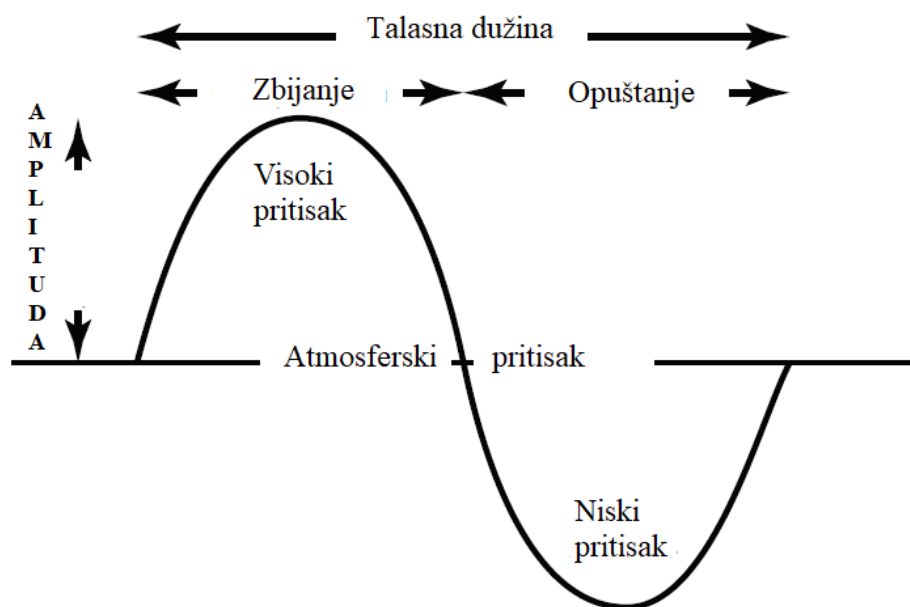 Talasna dužina
Zbijanje
Opuštanje
AMPLITUDA
Visoki
pritisak
Atmosferski pritisak
Niski
pritisak